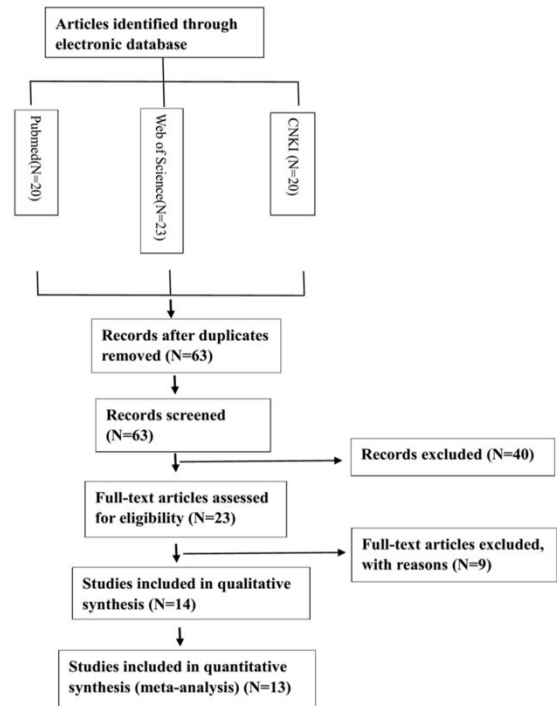 Articles identified through
electronic database
Pubmed(N=20)
Web of Science(N=23)
CNKI (N=20)
Records after duplicates
removed (N=63)
Records screened
(N=63)
Records excluded (N=40)
Full-text articles assessed
for eligibility (N=23)
Full-text articles excluded,
with reasons (N=9)
Studies included in qualitative
synthesis (N=14)
Studies included in quantitative
synthesis (meta-analysis) (N=13)